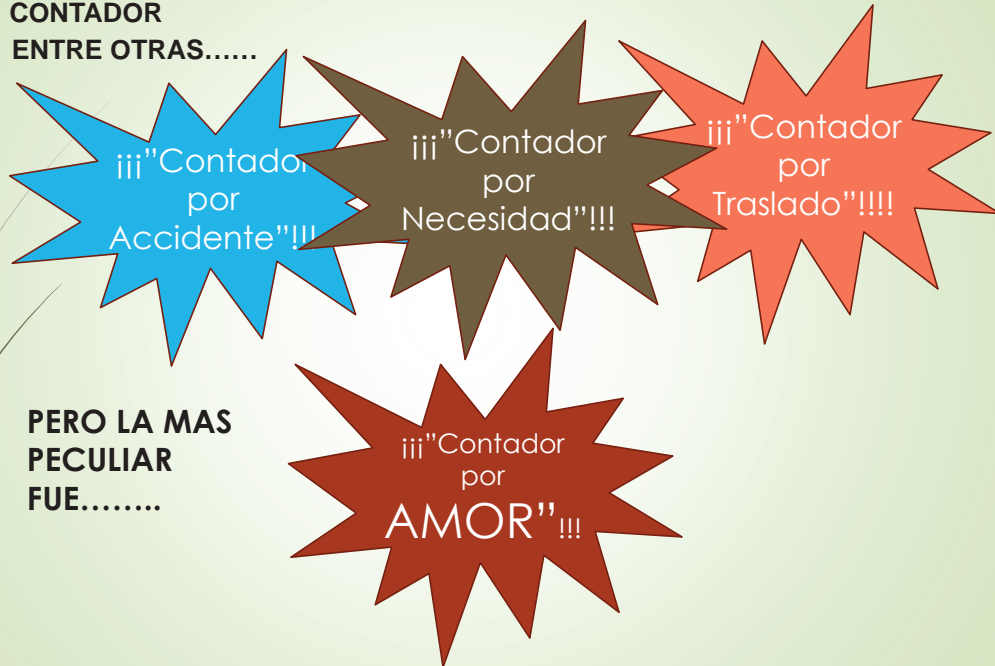 CONTADOR
ENTRE OTRAS……
¡¡¡”Contador
por
Accidente”!!!
¡¡¡”Contador
por
Necesidad”!!!
¡¡¡”Contador
por
Traslado”!!!!
PERO LA MAS
PECULIAR
FUE……..
¡¡¡”Contador
por
AMOR”!!!